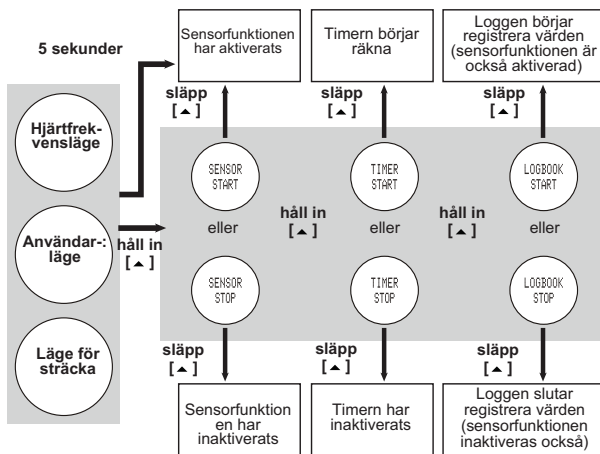 5 sekunder
Sensorfunktionen
har aktiverats
Timern börjar
räkna
Loggen börjar
registrera värden
(sensorfunktionen är
också aktiverad)
släpp
[ ▲ ]
släpp
[ ▲ ]
släpp
[ ▲ ]
Hjärtfrek-
vensläge
Användar-:
läge
Läge för
sträcka
håll in
[ ▲ ]
SENSOR
START
eller
SENSOR
STOP
håll in
[ ▲ ]
TIMER
START
eller
TIMER
STOP
håll in
[ ▲ ]
LOGBOOK
START
eller
LOGBOOK
STOP
släpp
[ ▲ ]
släpp
[ ▲ ]
släpp
[ ▲ ]
Sensorfunktion
en har
inaktiverats
Timern har
inaktiverats
Loggen slutar
registrera värden
(sensorfunktionen
inaktiveras också)